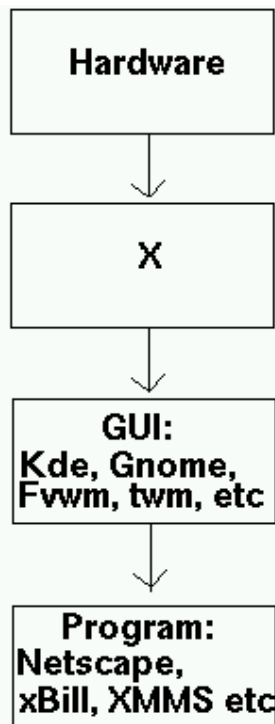 Hardware
X
GUI:
Kde, Gnome,
Fvwm, twm, etc
Program:
Netscape,
xBill, XMMS etc